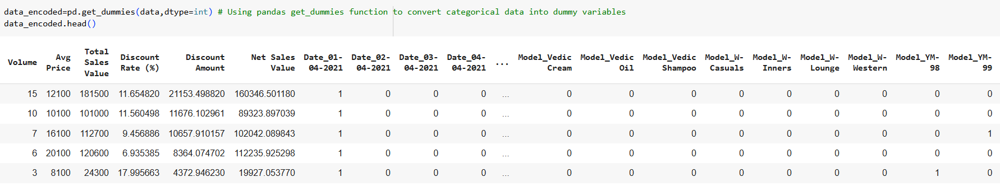 data_encoded=pd.get_dummies(data,dtype=int) # Using pandas get_dummies function to convert categorical data into dummy variables
data_encoded.head()
Volume Avg Price Total Sales Value Discount Rate (%) Discount Amount Net Sales Value Date_01-04-2021 Date_02-04-2021 Date_03-04-2021 Date_04-04-2021 ... Model_Vedic Cream Model_Vedic Oil Model_Vedic Shampoo Model_W-Casuals Model_W-Inners Model_W-Lounge Model_W-Western Model_YM-98 Model_YM-99
15 12100 181500 11.654820 21153.498820 160346.501180 1 0 0 0 ... 0 0 0 0 0 0 0 0 0
10 10100 101000 11.560498 11676.102961 89323.897039 1 0 0 0 ... 0 0 0 0 0 0 0 0 0
7 16100 112700 9.456886 10657.910157 102042.089843 1 0 0 0 ... 0 0 0 0 0 0 0 0 1
6 20100 120600 6.935385 8364.074702 112235.925298 1 0 0 0 ... 0 0 0 0 0 0 0 0 0
3 8100 24300 17.995663 4372.946230 19927.053770 1 0 0 0 ... 0 0 0 0 0 0 0 1 0